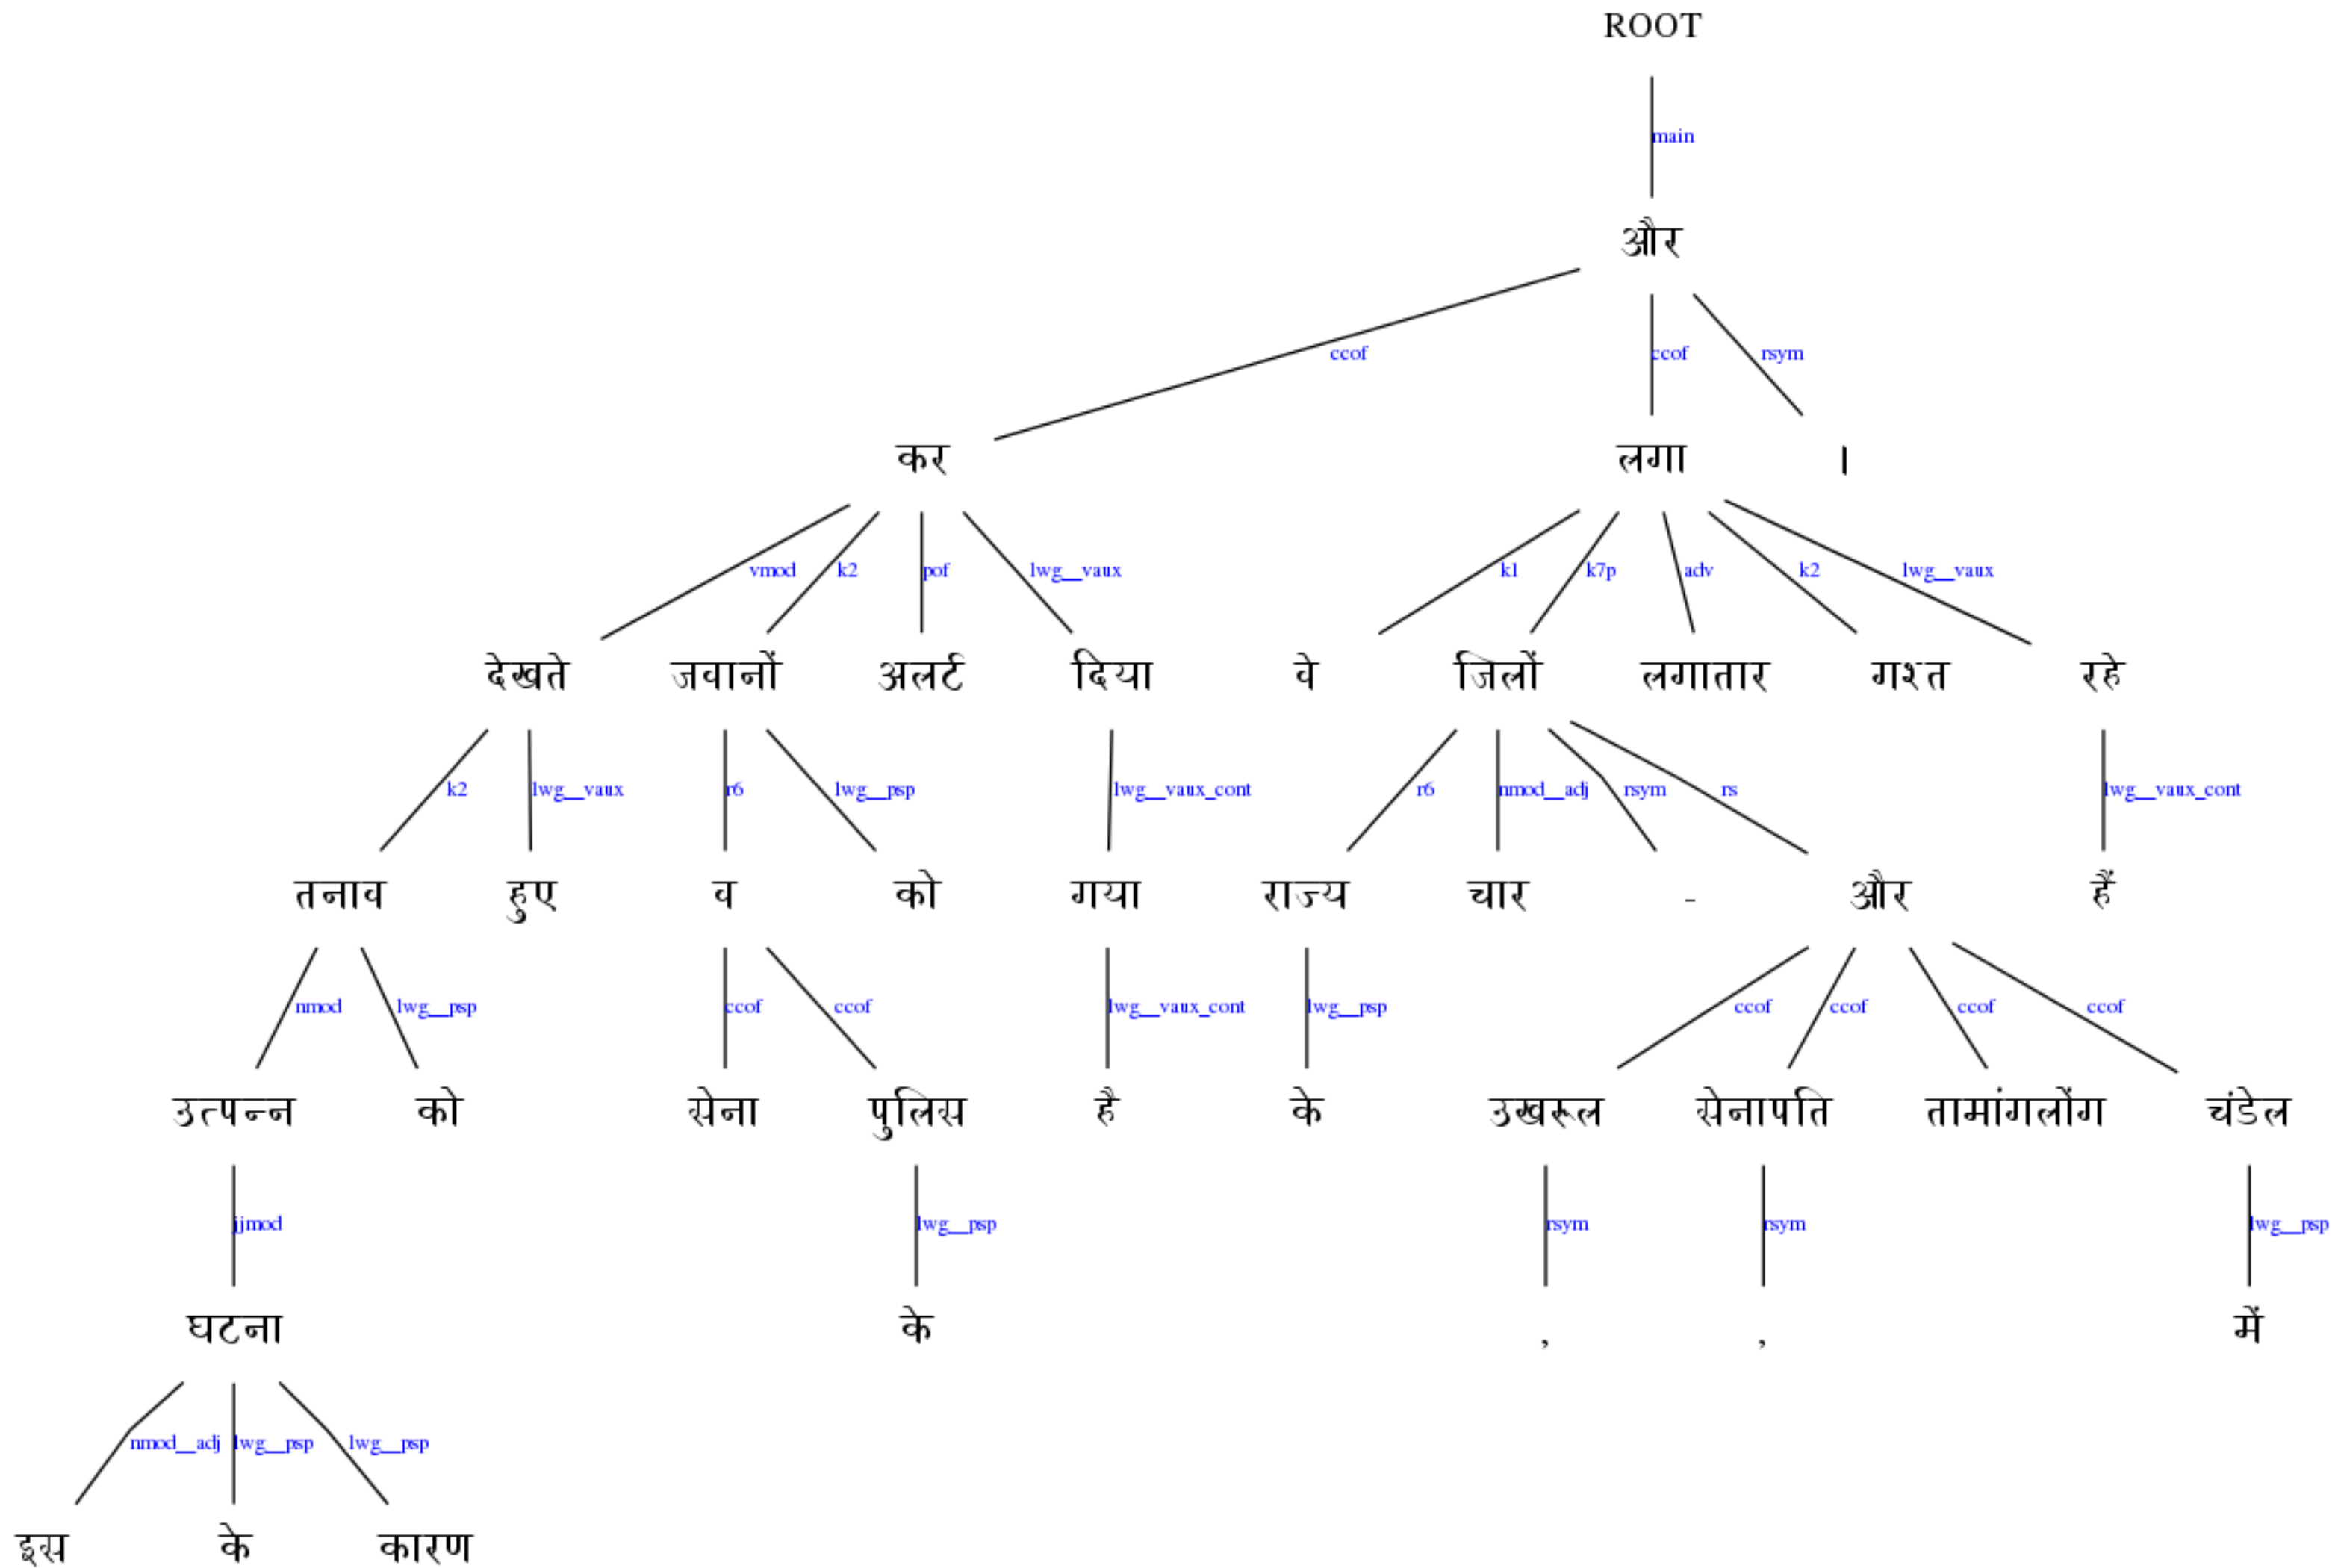 ROOT
main
और
ccof ccof rsym
कर लगा ।
vmod k2 pof lwg__vaux k1 k7p adv k2 lwg__vaux
देखते जवानों अलर्ट दिया वे जिलों लगातार गश्त रहे
k2 lwg__vaux r6 lwg__psp lwg__vaux_cont r6 nmod__adj rsym rs lwg__vaux_cont
तनाव हुए व को गया राज्य चार - और हैं
nmod lwg__psp ccof ccof lwg__vaux_cont lwg__psp ccof ccof ccof ccof
उत्पन्न को सेना पुलिस है के उखरूल सेनापति तामांगलोंग चंडेल
jjmod lwg__psp rsym rsym lwg__psp
घटना के , , में
nmod__adj lwg__psp lwg__psp
इस के कारण